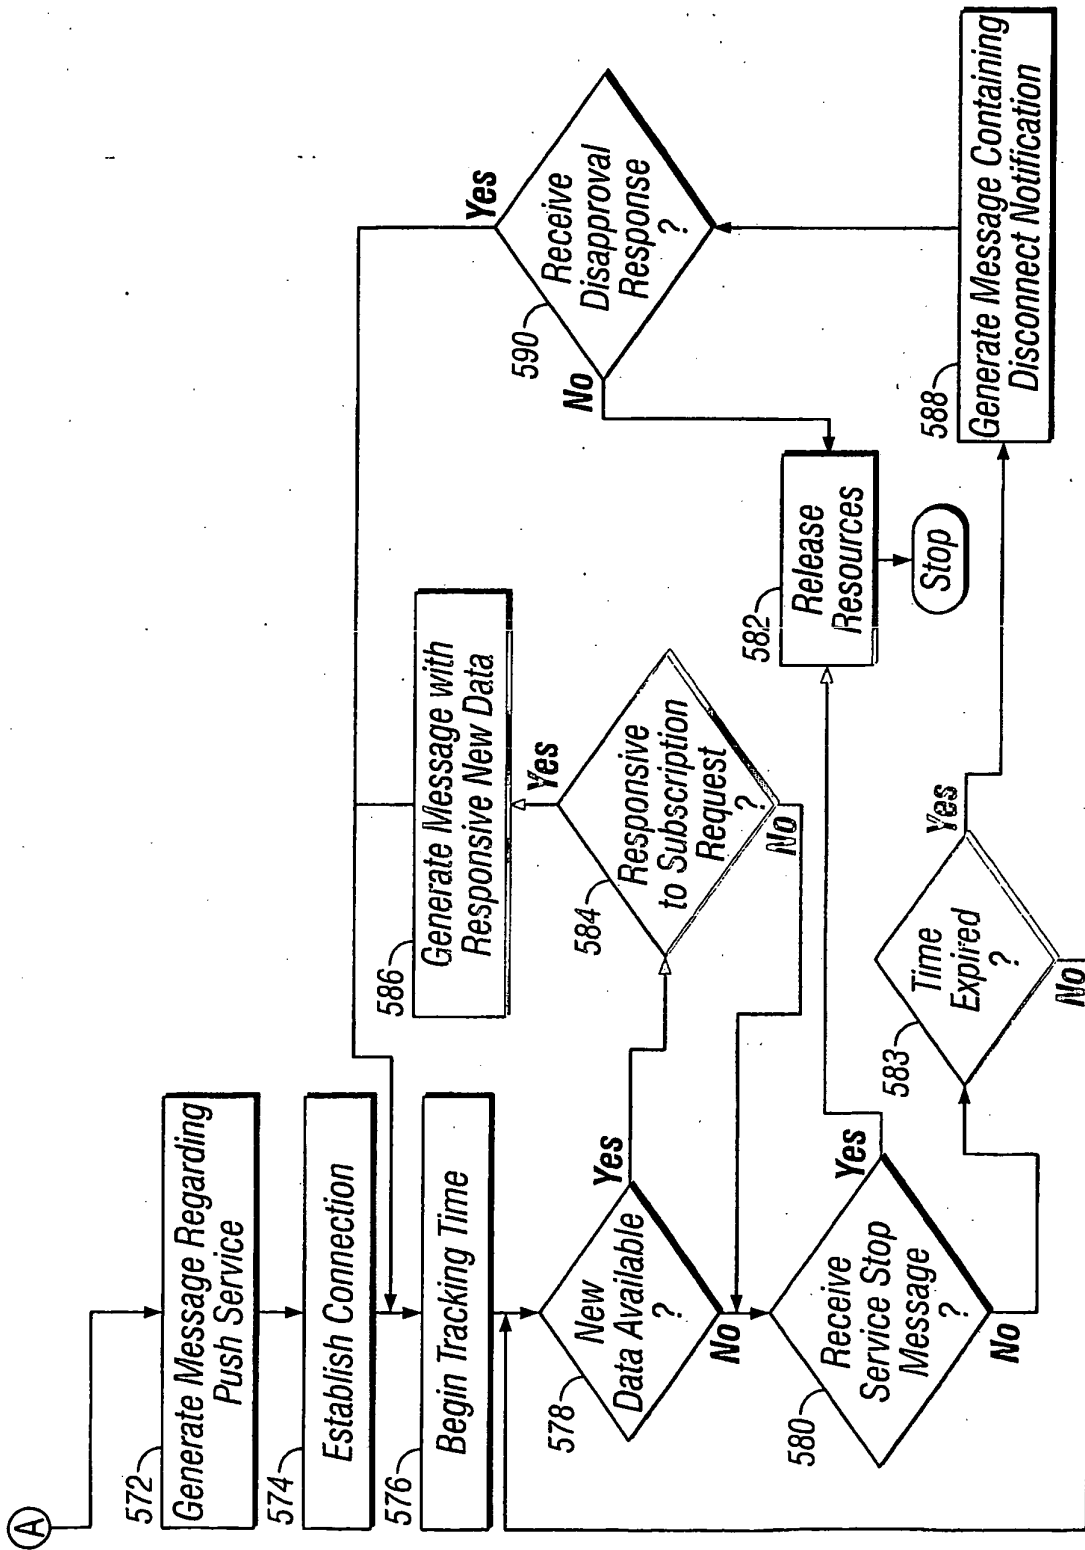 A
572
Generate Message Regarding
Push Service
574
Establish Connection
576
Begin Tracking Time
578
New
Data Available
?
Yes
No
580
Receive
Service Stop
Message
?
Yes
No
586
Generate Message with
Responsive New Data
584
Responsive
to Subscription
Request
?
Yes
No
583
Time
Expired
?
Yes
No
582
Release
Resources
Stop
590
Receive
Disapproval
Response
?
Yes
No
588
Generate Message Containing
Disconnect Notification